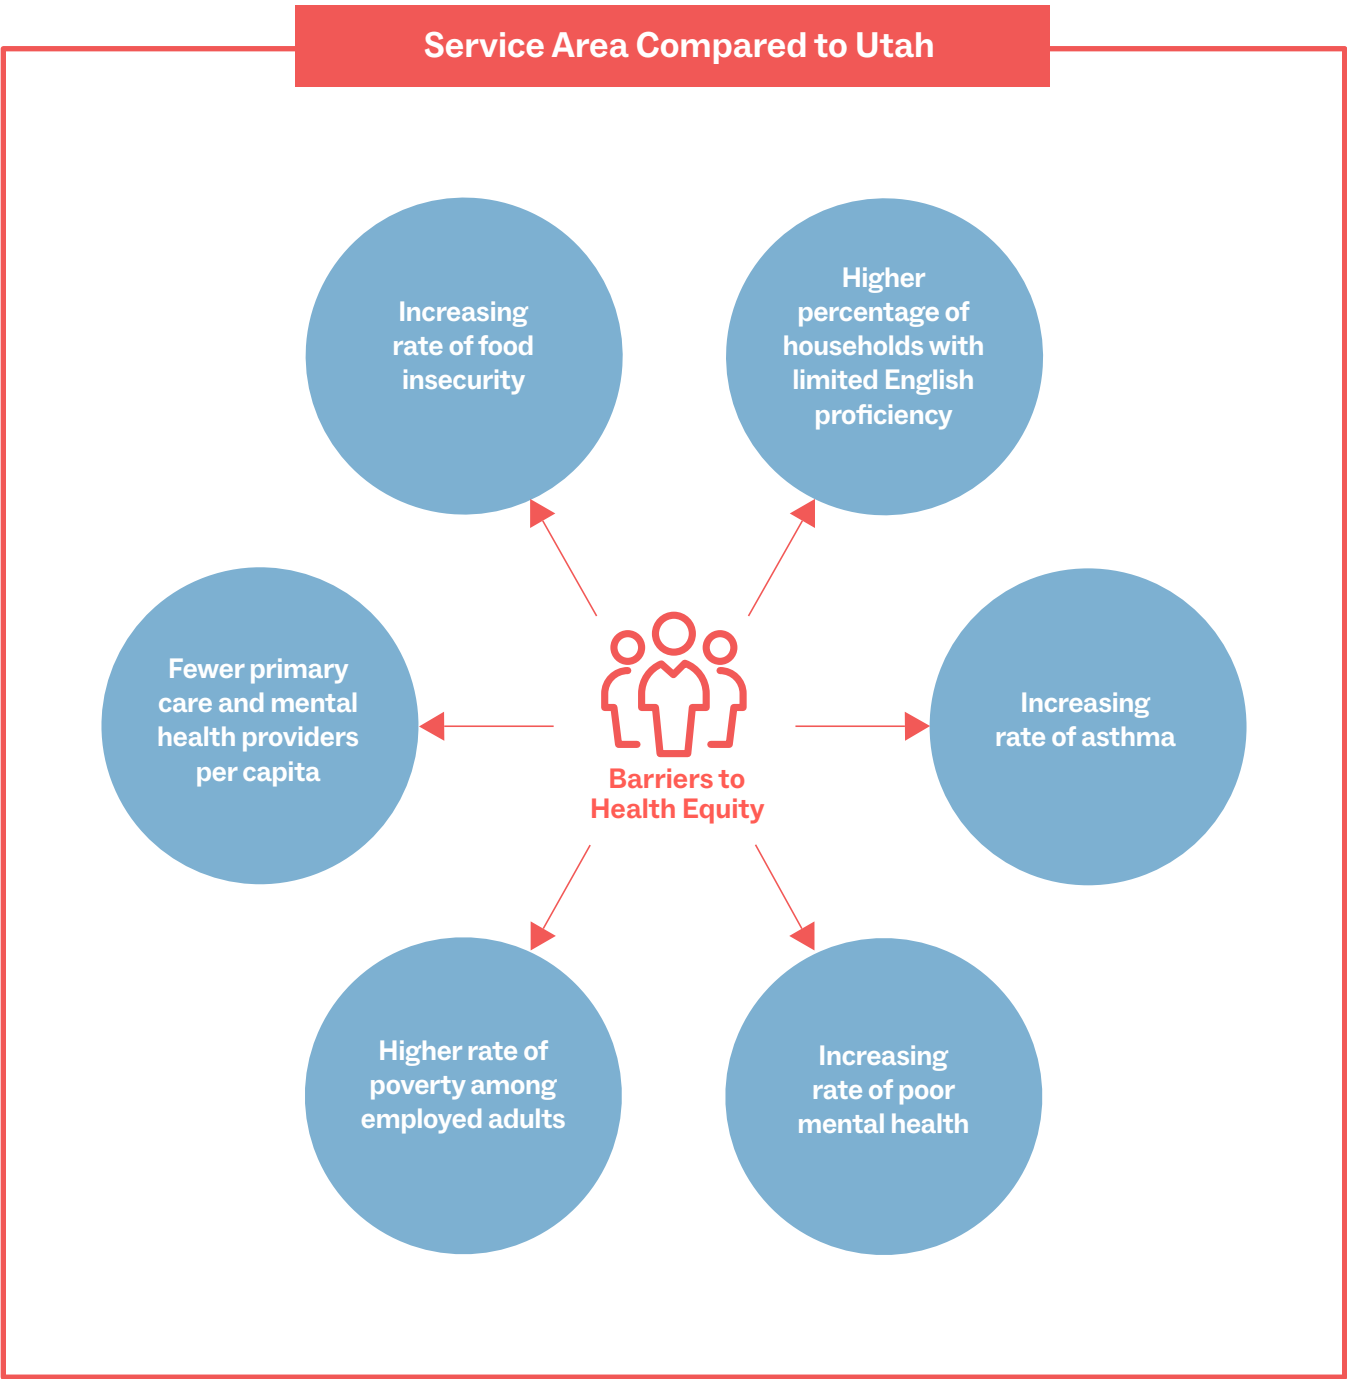 Service Area Compared to Utah
Increasing
rate of food
insecurity
Higher
percentage of
households with
limited English
proficiency
Fewer primary
care and mental
health providers
per capita
Barriers to
Health Equity
Increasing
rate of asthma
Higher rate of
poverty among
employed adults
Increasing
rate of poor
mental health